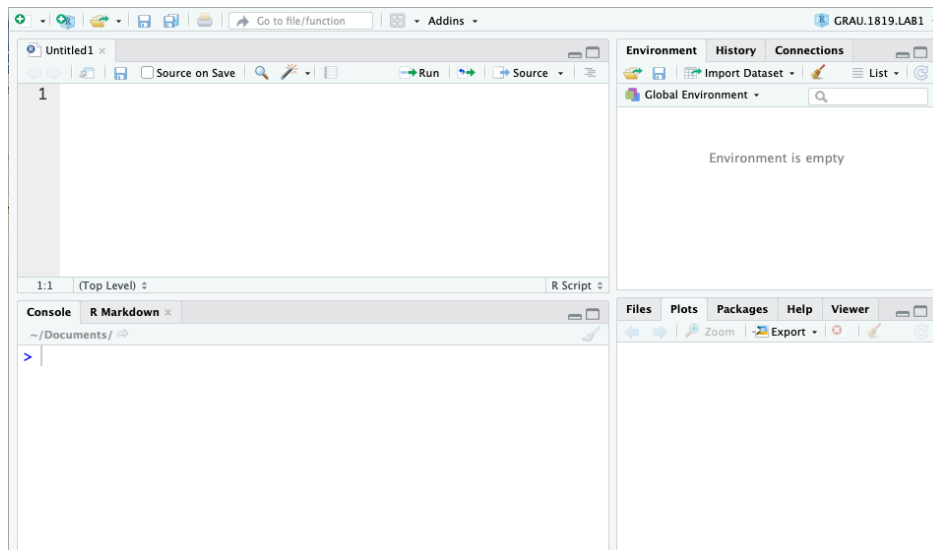 Go to file/function Addins GRAU.1819.LAB1
Untitled1
Source on Save Run Source
1
1:1 (Top Level) R Script
Console R Markdown
~/Documents/
>
Environment History Connections
Import Dataset List
Global Environment
Environment is empty
Files Plots Packages Help Viewer
Zoom Export